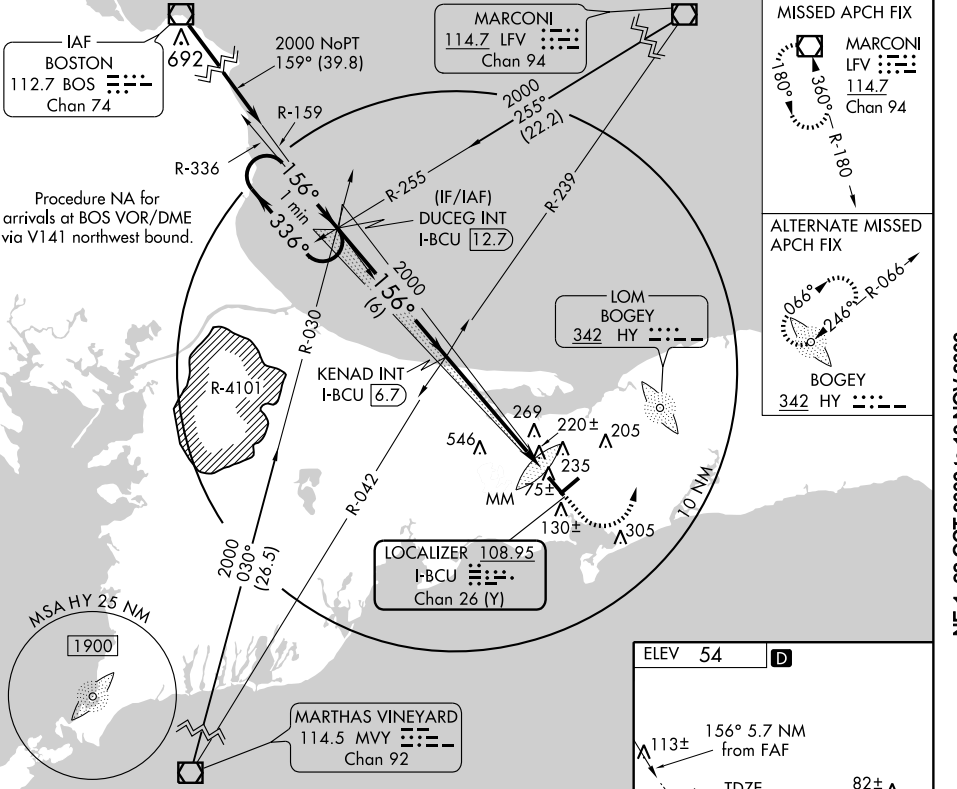 IAF
BOSTON
112.7 BOS
Chan 74
692
2000 NoPT
159° (39.8)
MARCONI
114.7 LFV
Chan 94
MISSED APCH FIX
MARCONI
LFV
114.7
Chan 94
180°
360°
R-180
2000
255°
(22.2)
R-159
R-336
R-255
R-239
156°
1 min
336°
Procedure NA for
arrivals at BOS VOR/DME
via V141 northwest bound.
(IF/IAF)
DUCEG INT
I-BCU 12.7
ALTERNATE MISSED
APCH FIX
066°
246°
R-066
BOGEY
342 HY
2000
156°
(6)
LOM
BOGEY
342 HY
R-030
R-4101
KENAD INT
I-BCU 6.7
269
220±
205
546
235
MM
75±
130±
305
10 NM
R-042
LOCALIZER 108.95
I-BCU
Chan 26 (Y)
2000
030°
(26.5)
MSA HY 25 NM
1900
MARTHAS VINEYARD
114.5 MVY
Chan 92
ELEV 54
D
113±
156° 5.7 NM
from FAF
82±